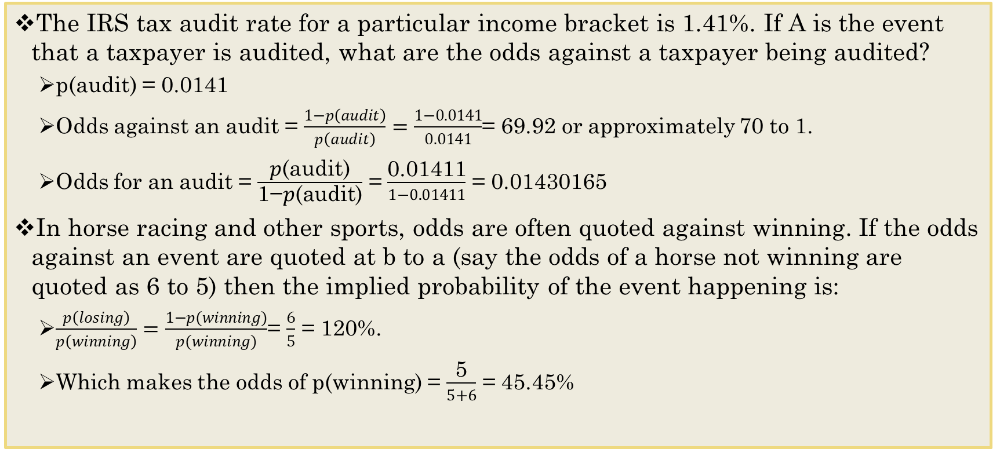 ❖The IRS tax audit rate for a particular income bracket is 1.41%. If A is the event
that a taxpayer is audited, what are the odds against a taxpayer being audited?
➢p(audit) = 0.0141
➢Odds against an audit = \frac{1−p(audit)}{p(audit)} = \frac{1−0.0141}{0.0141}= 69.92 or approximately 70 to 1.
➢Odds for an audit = \frac{p(audit)}{1−p(audit)} = \frac{0.01411}{1−0.01411} = 0.01430165
❖In horse racing and other sports, odds are often quoted against winning. If the odds
against an event are quoted at b to a (say the odds of a horse not winning are
quoted as 6 to 5) then the implied probability of the event happening is:
➢\frac{p(losing)}{p(winning)} = \frac{1−p(winning)}{p(winning)}= \frac{6}{5} = 120%.
➢Which makes the odds of p(winning) = \frac{5}{5+6} = 45.45%